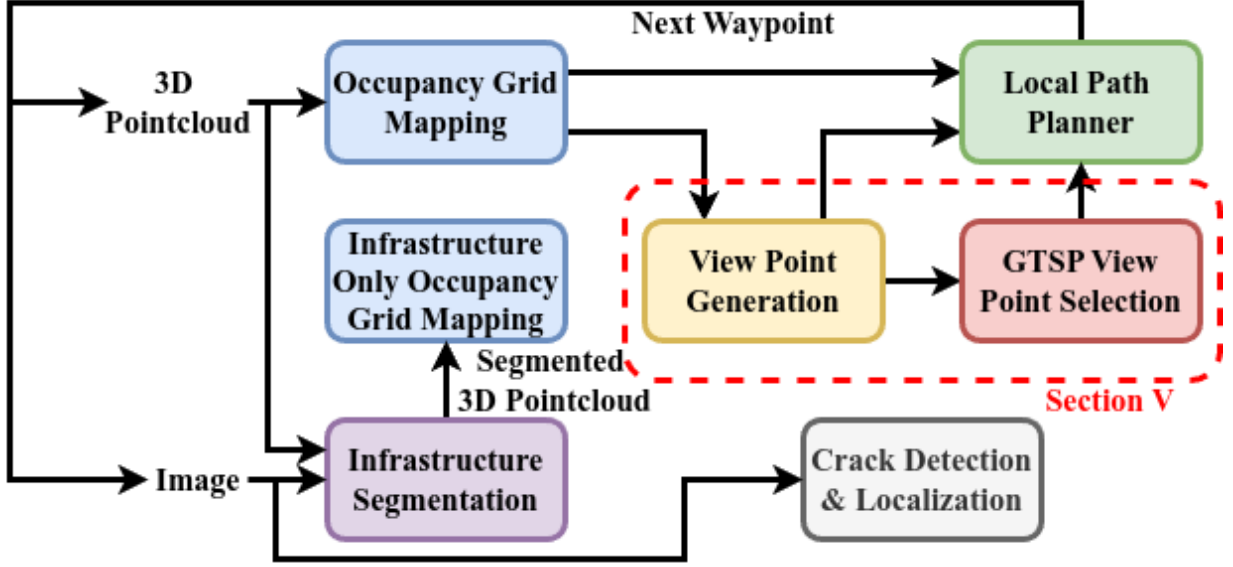 Next Waypoint
3D
Pointcloud
Occupancy Grid
Mapping
Local Path
Planner
Infrastructure
Only Occupancy
Grid Mapping
View Point
Generation
GTSP View
Point Selection
Segmented
3D Pointcloud
Section V
Image
Infrastructure
Segmentation
Crack Detection
& Localization